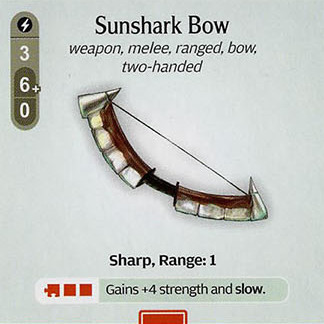 Sunshark Bow
weapon, melee, ranged, bow,
two-handed
3
6+
0
Sharp, Range: 1
Gains +4 strength and slow.